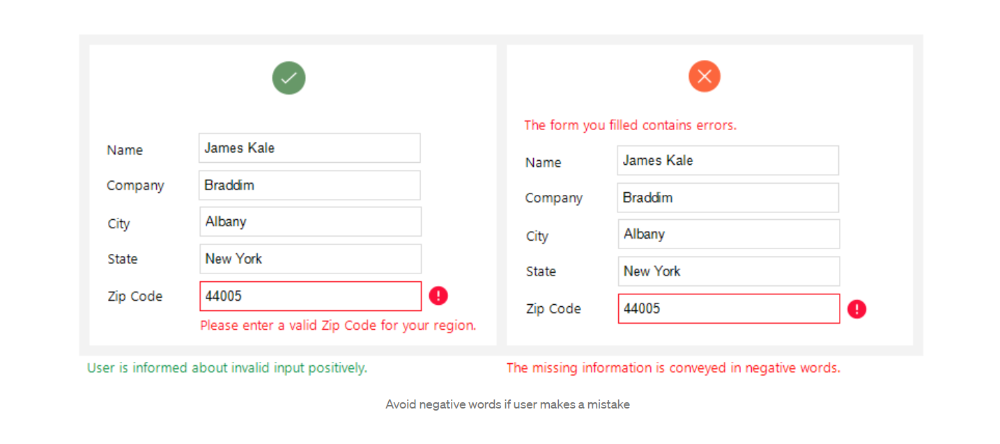 Name James Kale
Company Braddim
City Albany
State New York
Zip Code 44005
Please enter a valid Zip Code for your region.
User is informed about invalid input positively.
The form you filled contains errors.
Name James Kale
Company Braddim
City Albany
State New York
Zip Code 44005
The missing information is conveyed in negative words.
Avoid negative words if user makes a mistake